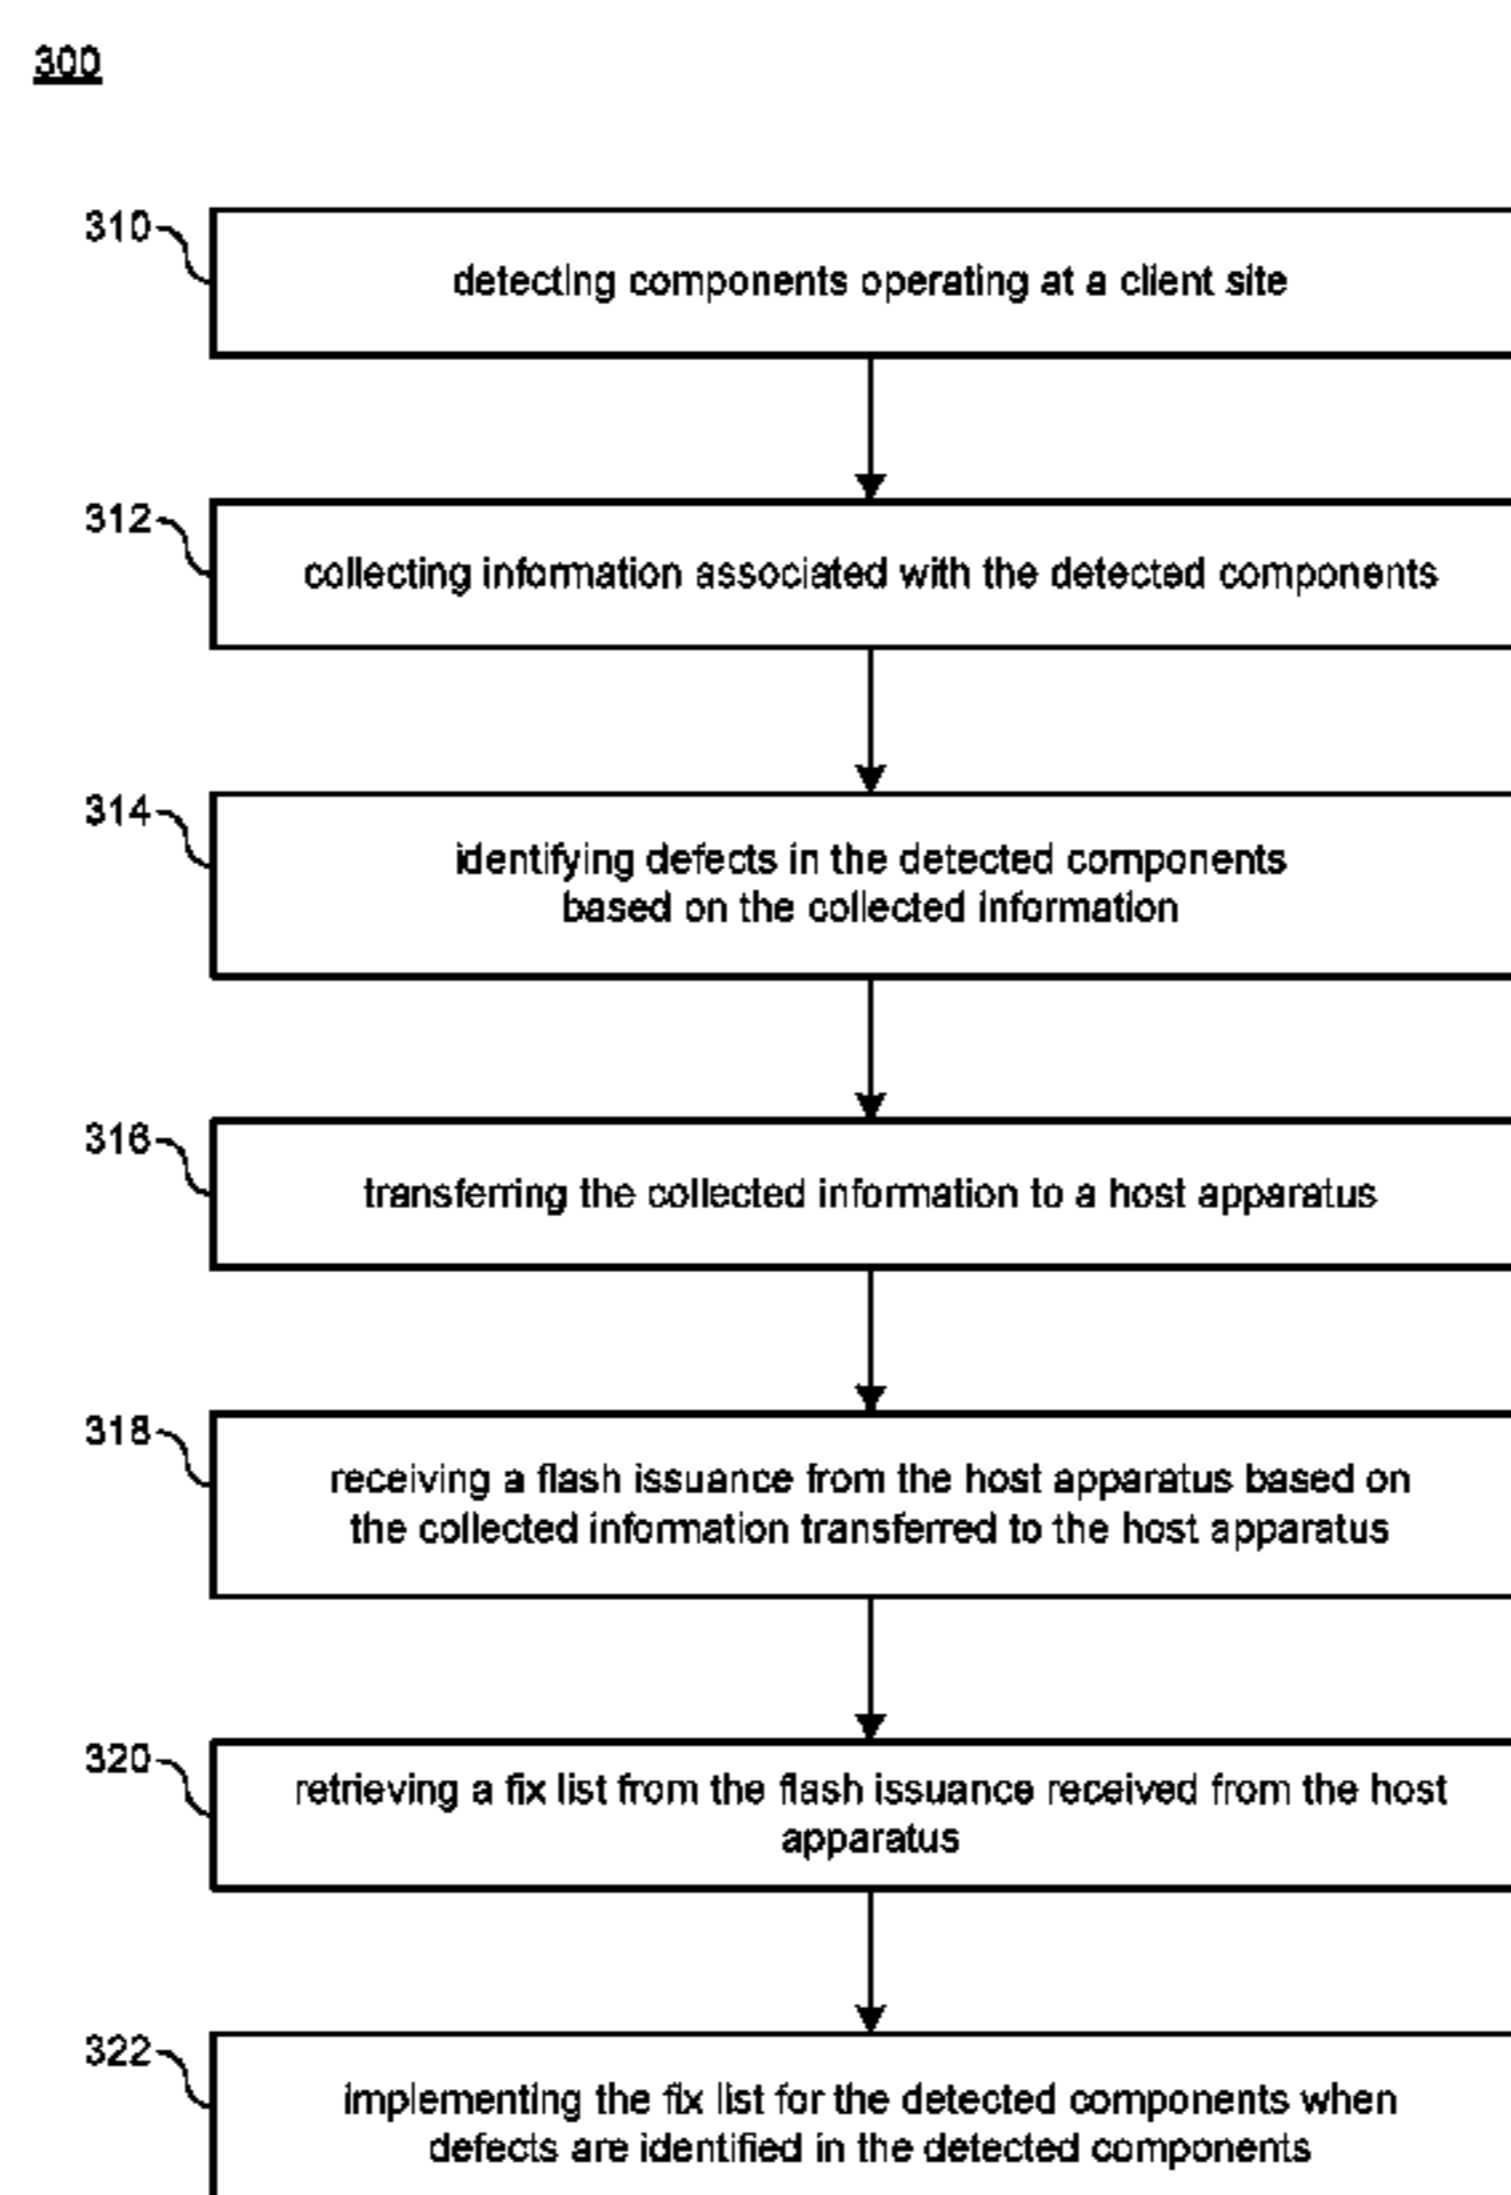 300
310
detecting components operating at a client site
312
collecting information associated with the detected components
314
identifying defects in the detected components
based on the collected information
316
transferring the collected information to a host apparatus
318
receiving a flash issuance from the host apparatus based on
the collected information transferred to the host apparatus
320
retrieving a fix list from the flash issuance received from the host
apparatus
322
implementing the fix list for the detected components when
defects are identified in the detected components